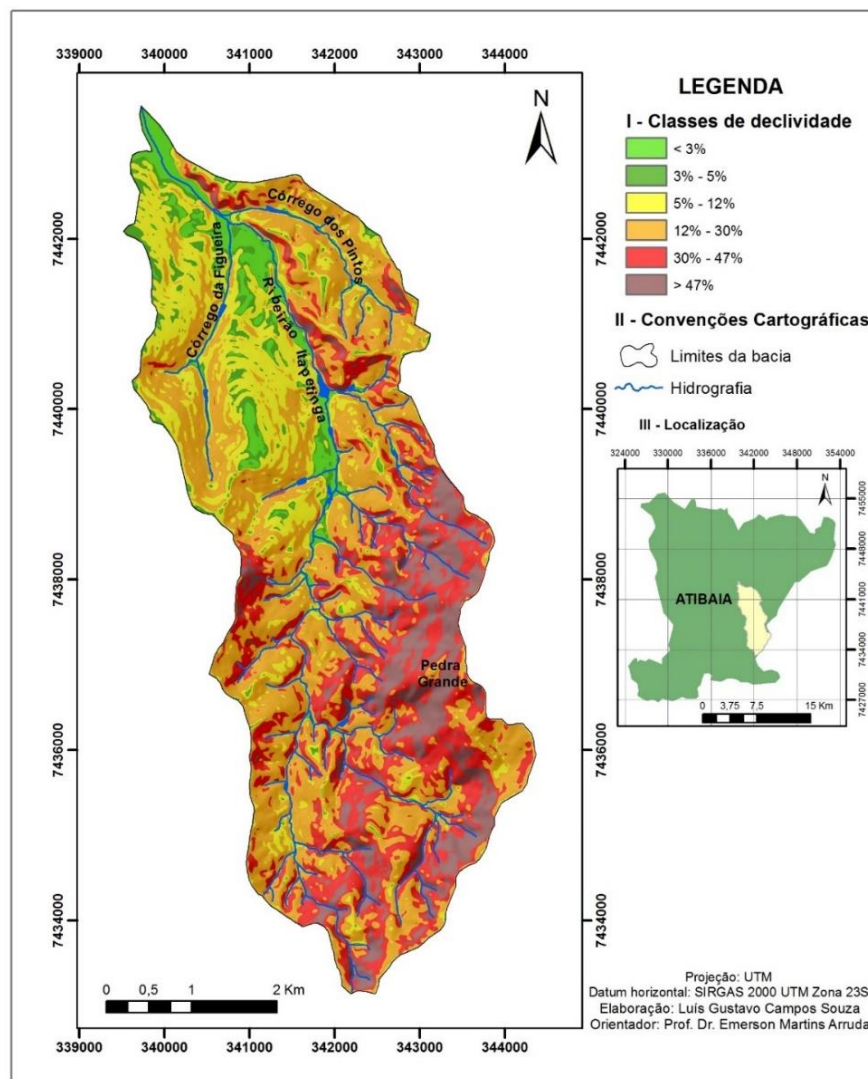 339000 340000 341000 342000 343000 344000
N
7442000
7440000
7438000
7436000
7434000
7442000
7440000
7438000
7436000
7434000
Córrego dos Pintos
Córrego da Figueira
Ribeirão Itapetinga
Pedra
Grande
0 0,5 1 2 Km
339000 340000 341000 342000 343000 344000
LEGENDA
I - Classes de declividade
< 3%
3% - 5%
5% - 12%
12% - 30%
30% - 47%
> 47%
II - Convenções Cartográficas
Limites da bacia
Hidrografia
III - Localização
324000 330000 336000 342000 348000 354000
N
7455000
7448000
7441000
7434000
7427000
ATIBAIA
0 3,75 7,5 15 Km
Projeção: UTM
Datum horizontal: SIRGAS 2000 UTM Zona 23S
Elaboração: Luís Gustavo Campos Souza
Orientador: Prof. Dr. Emerson Martins Arruda